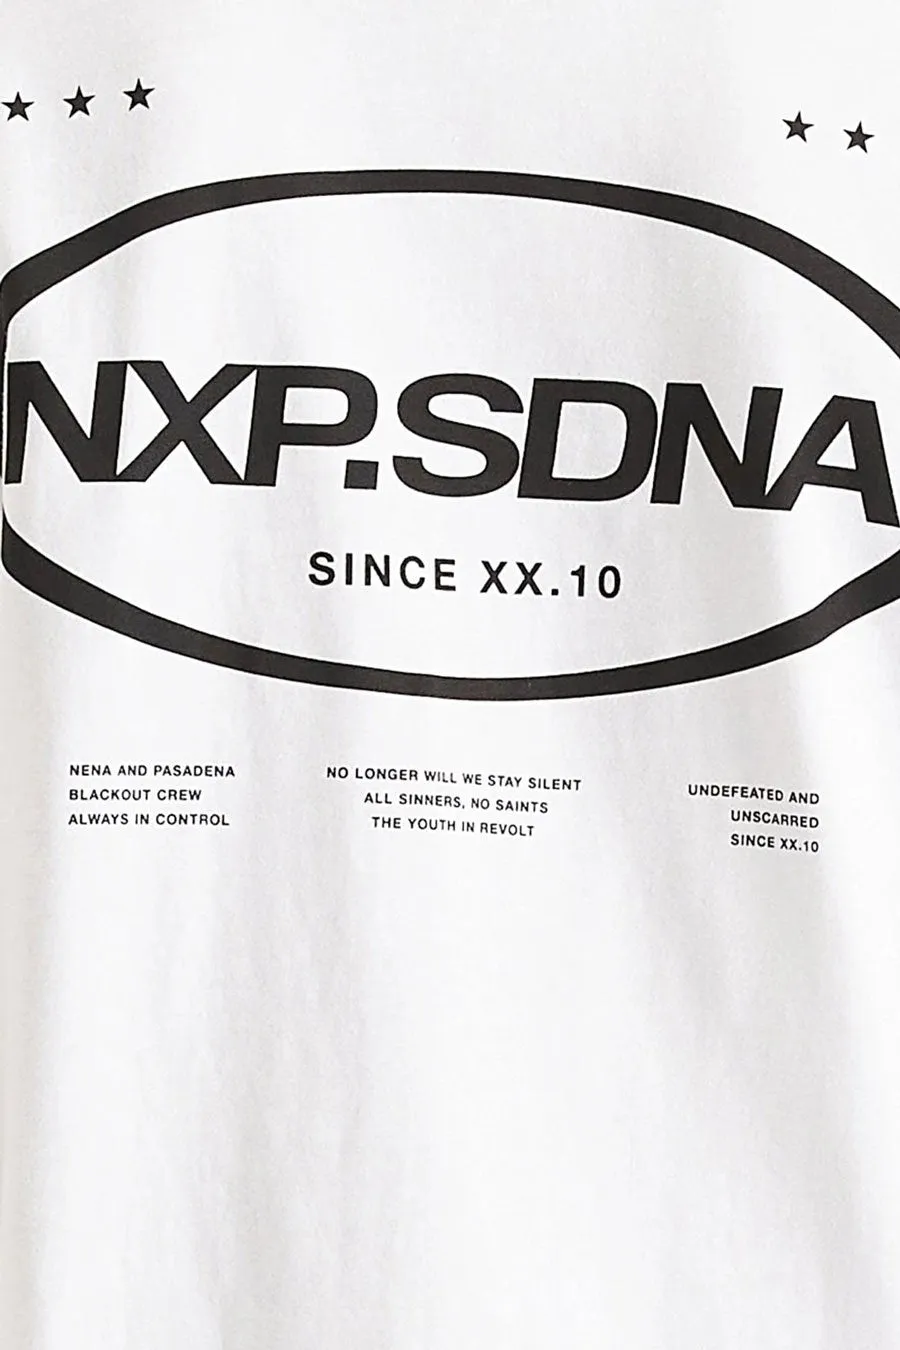 NXP.SDNA
SINCE XX.10
NENA AND PASADENA
BLACKOUT CREW
ALWAYS IN CONTROL
NO LONGER WILL WE STAY SILENT
ALL SINNERS, NO SAINTS
THE YOUTH IN REVOLT
UNDEFEATED AND
UNSCARRED
SINCE XX.10